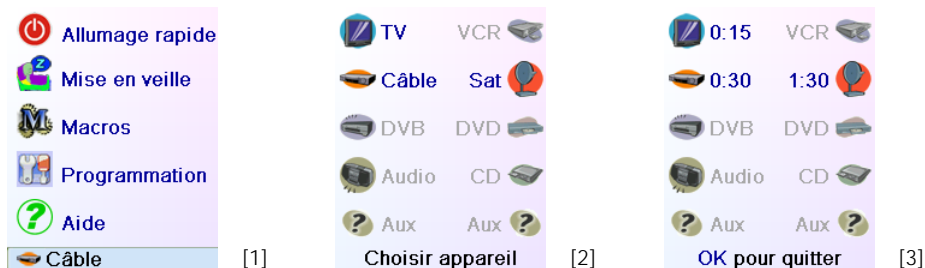 Allumage rapide
Mise en veille
Macros
Programmation
Aide
Câble
[1]
TV VCR
Câble Sat
DVB DVD
Audio CD
Aux Aux
Choisir appareil
[2]
0:15 VCR
0:30 1:30
DVB DVD
Audio CD
Aux Aux
OK pour quitter
[3]